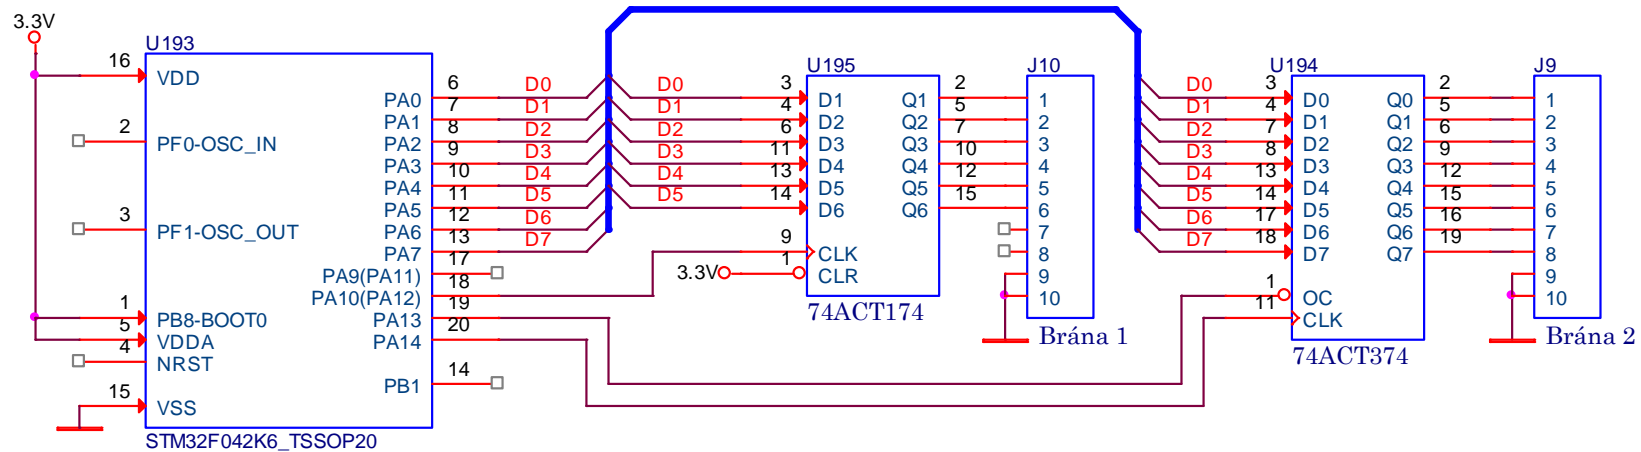 3.3V
U193
16 VDD
2 PF0-OSC_IN
3 PF1-OSC_OUT
1 PB8-BOOT0
5 VDDA
4 NRST
15 VSS
PA0 6 D0
PA1 7 D1
PA2 8 D2
PA3 9 D3
PA4 10 D4
PA5 11 D5
PA6 12 D6
PA7 13 D7
PA9(PA11) 17
PA10(PA12) 18
PA13 19
PA14 20
PB1 14
STM32F042K6_TSSOP20
U195
D0 3 D1 Q1 2
D1 4 D2 Q2 5
D2 6 D3 Q3 7
D3 11 D4 Q4 10
D4 13 D5 Q5 12
D5 14 D6 Q6 15
9 CLK
3.3V 1 CLR
74ACT174
J10
1
2
3
4
5
6
7
8
9
10
Brána 1
U194
D0 3 D0 Q0 2
D1 4 D1 Q1 5
D2 7 D2 Q2 6
D3 8 D3 Q3 9
D4 13 D4 Q4 12
D5 14 D5 Q5 15
D6 17 D6 Q6 16
D7 18 D7 Q7 19
1 OC
11 CLK
74ACT374
J9
1
2
3
4
5
6
7
8
9
10
Brána 2